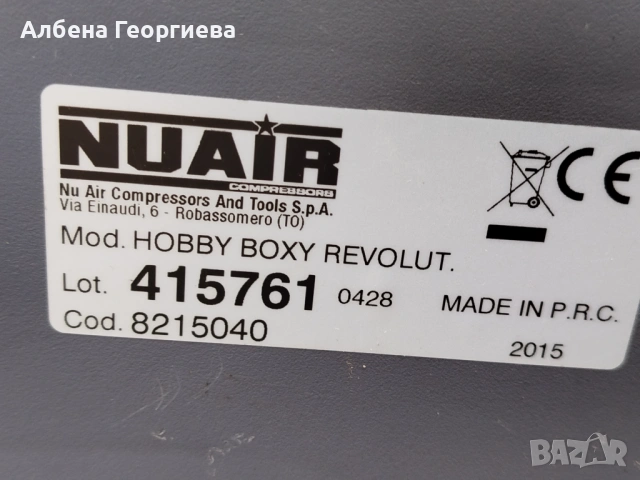 Албена Георгиева
NUAIR
COMPRESSORS
Nu Air Compressors And Tools S.p.A.
Via Einaudi, 6 - Robassomero (TO)
Mod. HOBBY BOXY REVOLUT.
Lot. 415761 0428 MADE IN P.R.C.
Cod. 8215040 2015
CE
BAZAR